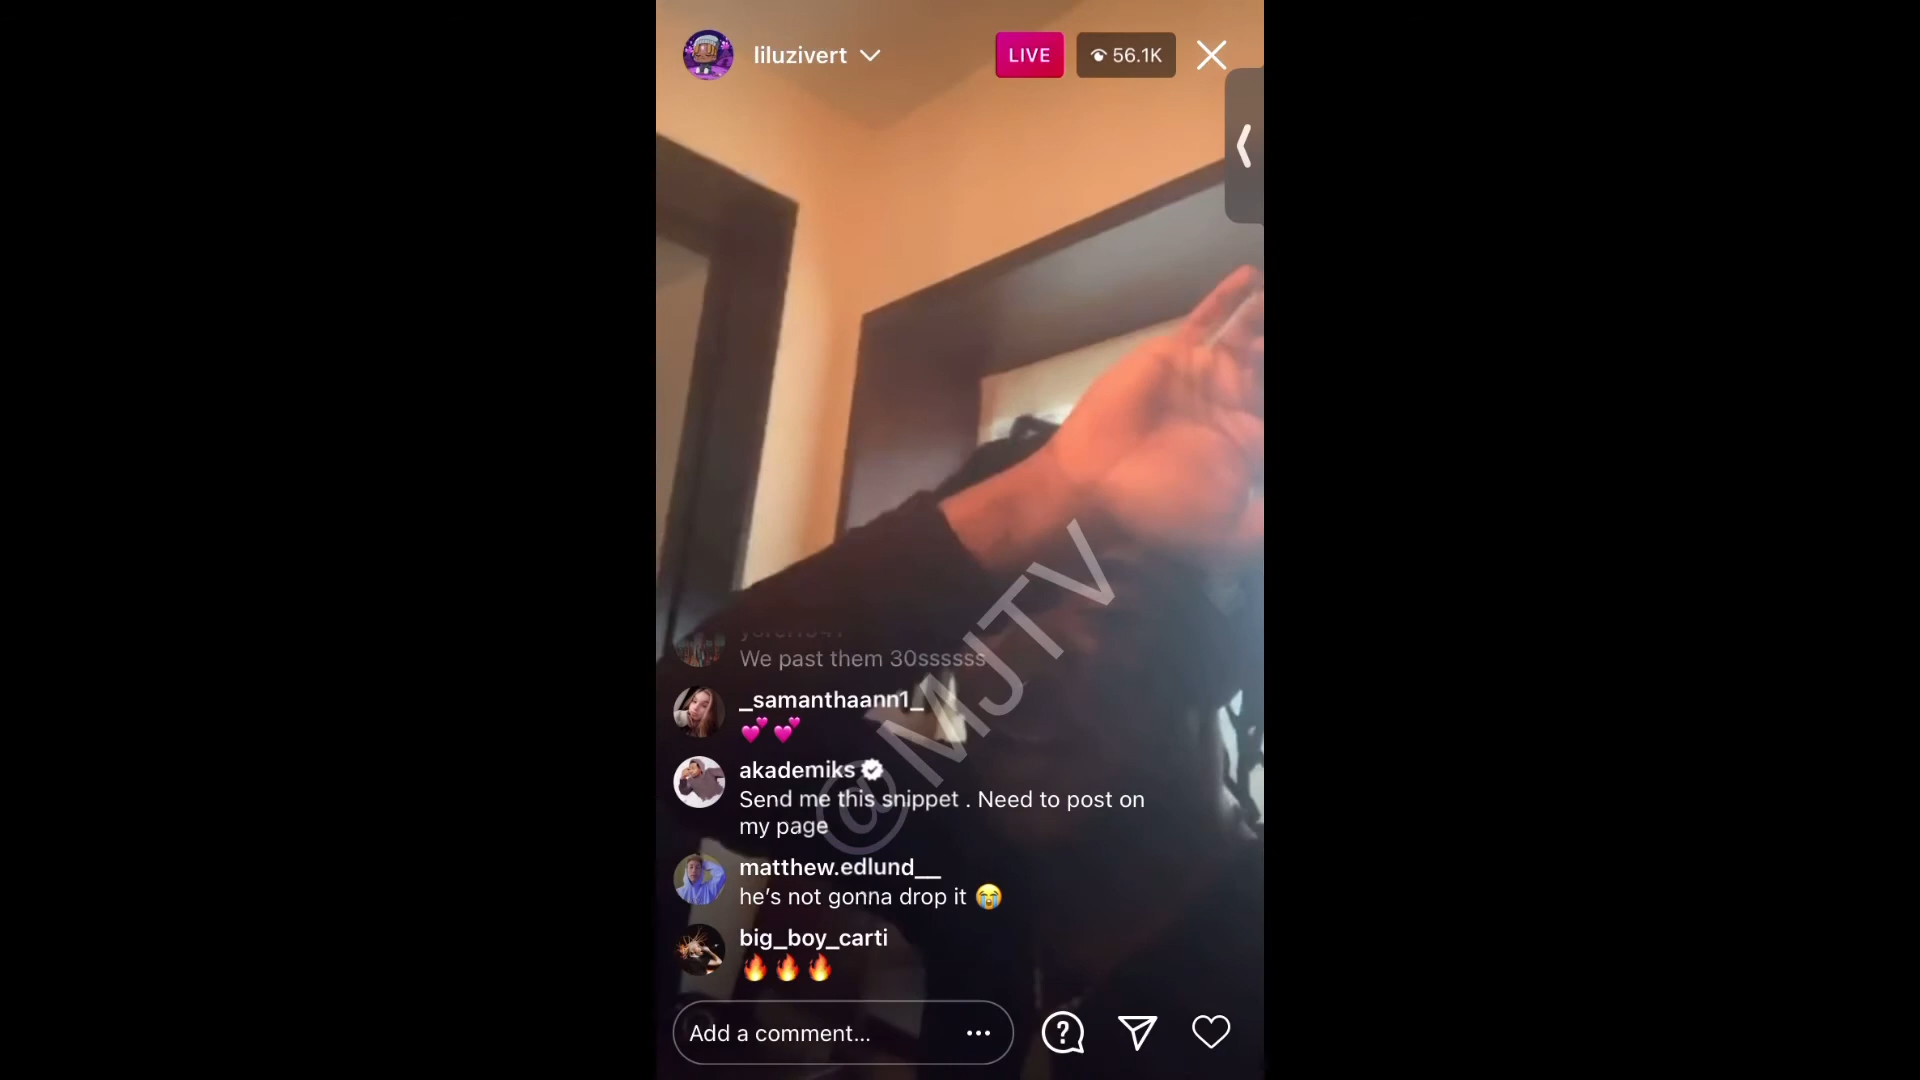 liluzivert
LIVE
56.1K
We past them 30ssssss
_samanthaann1_
💕💕
akademiks
Send me this snippet . Need to post on
my page
matthew.edlund__
he’s not gonna drop it 😭
big_boy_carti
🔥🔥🔥
Add a comment...
@MJTV